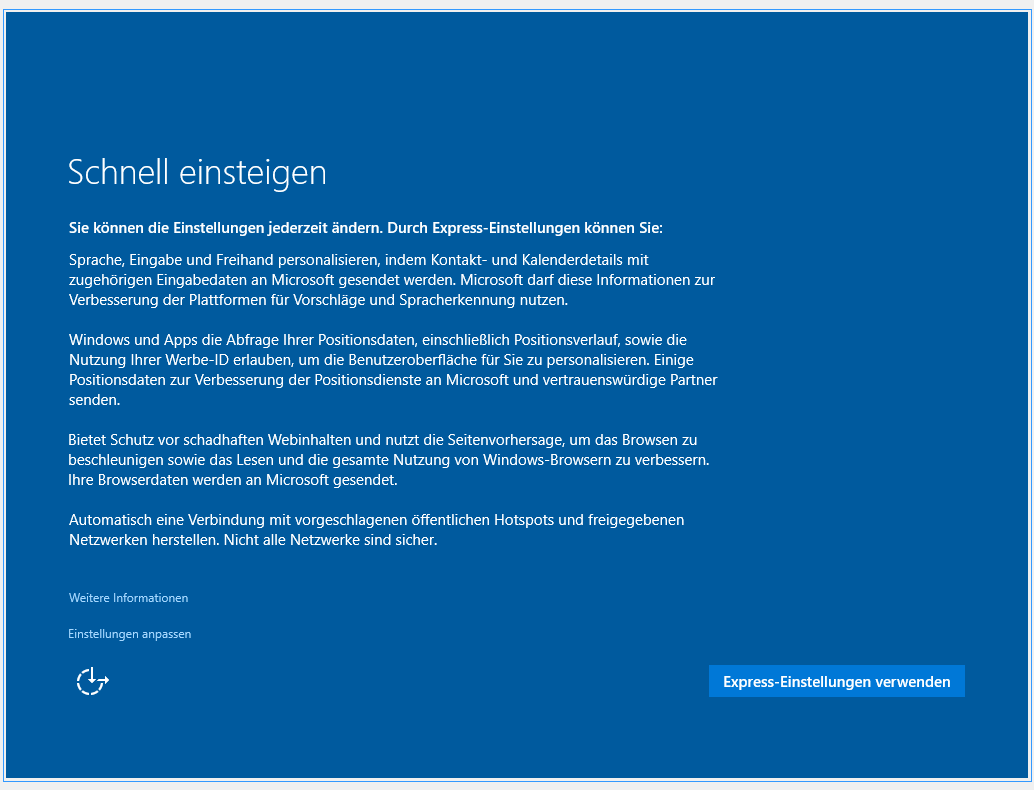 Schnell einsteigen
Sie können die Einstellungen jederzeit ändern. Durch Express-Einstellungen können Sie:
Sprache, Eingabe und Freihand personalisieren, indem Kontakt- und Kalenderdetails mit
zugehörigen Eingabedaten an Microsoft gesendet werden. Microsoft darf diese Informationen zur
Verbesserung der Plattformen für Vorschläge und Spracherkennung nutzen.
Windows und Apps die Abfrage Ihrer Positionsdaten, einschließlich Positionsverlauf, sowie die
Nutzung Ihrer Werbe-ID erlauben, um die Benutzeroberfläche für Sie zu personalisieren. Einige
Positionsdaten zur Verbesserung der Positionsdienste an Microsoft und vertrauenswürdige Partner
senden.
Bietet Schutz vor schadhaften Webinhalten und nutzt die Seitenvorhersage, um das Browsen zu
beschleunigen sowie das Lesen und die gesamte Nutzung von Windows-Browsern zu verbessern.
Ihre Browserdaten werden an Microsoft gesendet.
Automatisch eine Verbindung mit vorgeschlagenen öffentlichen Hotspots und freigegebenen
Netzwerken herstellen. Nicht alle Netzwerke sind sicher.
Weitere Informationen
Einstellungen anpassen
Express-Einstellungen verwenden